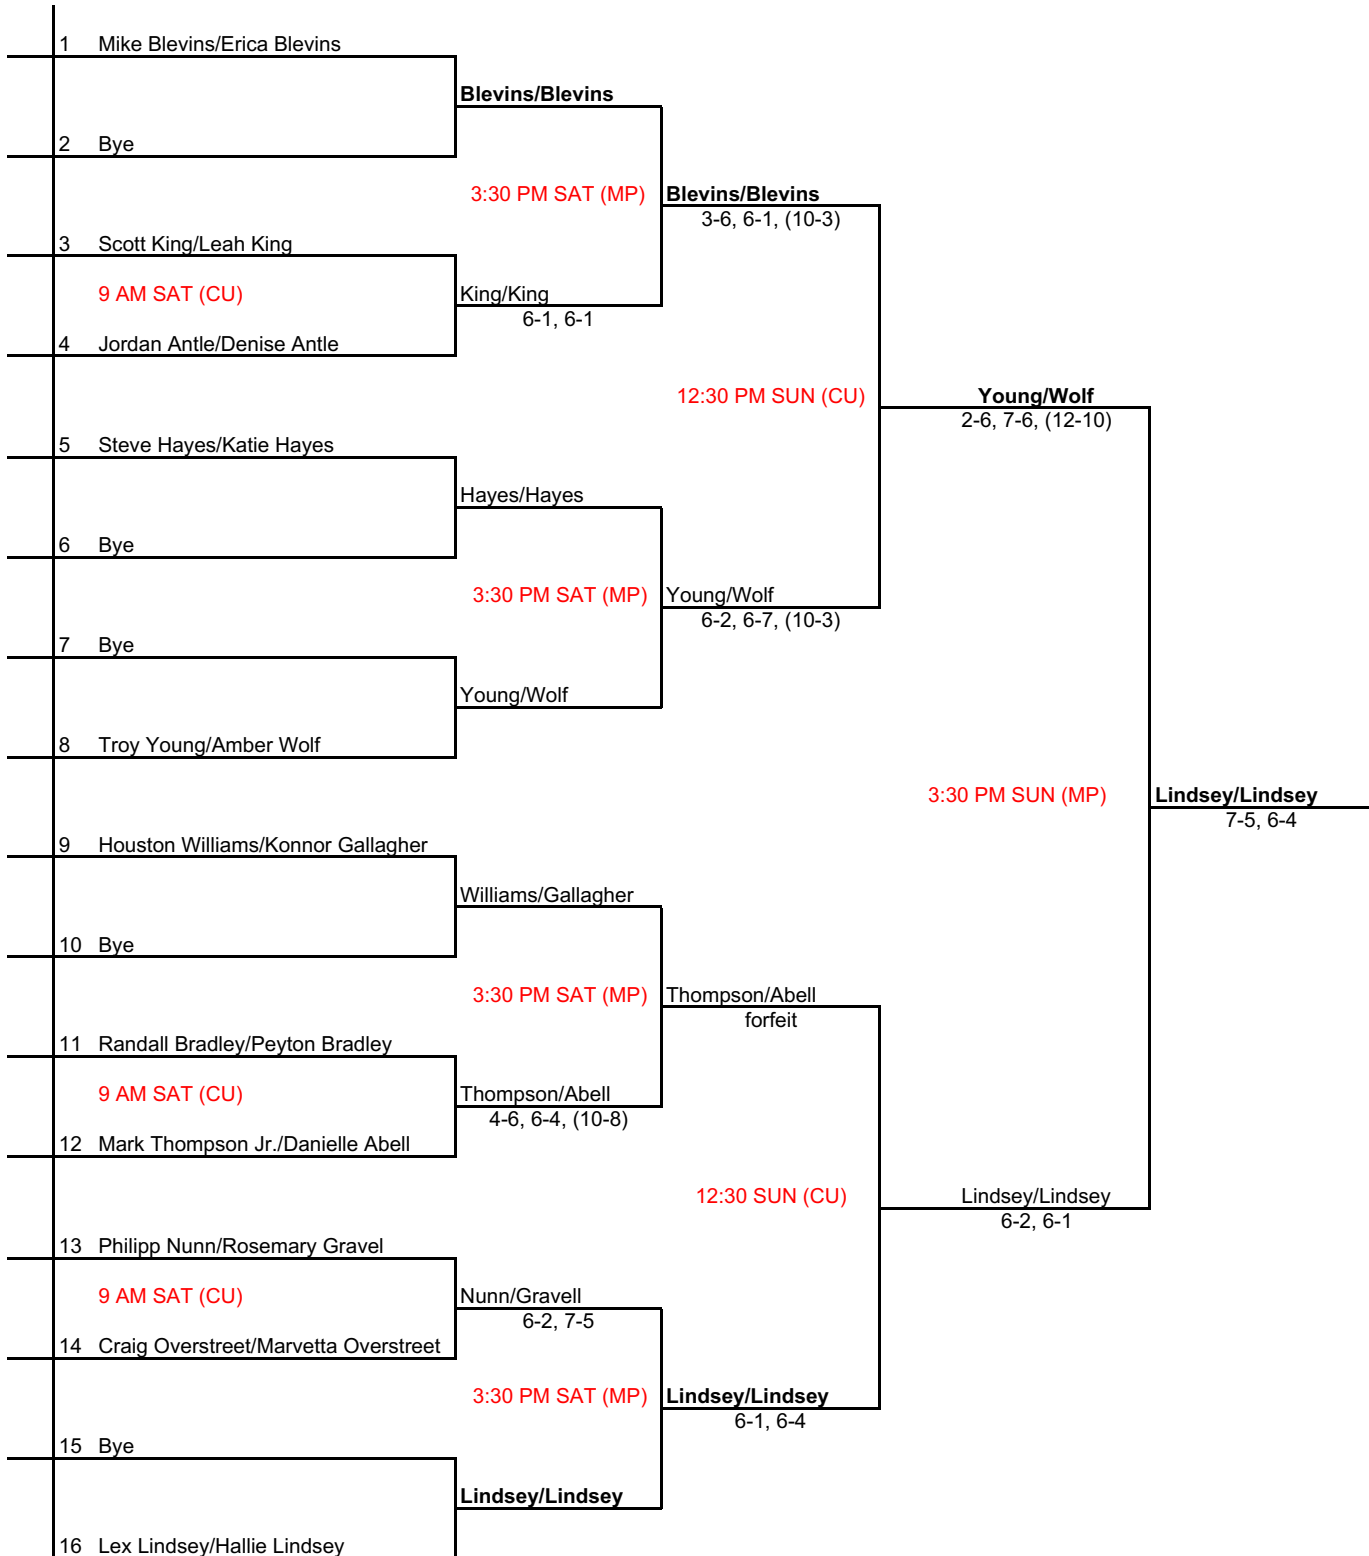 1 Mike Blevins/Erica Blevins
Blevins/Blevins
2 Bye
3:30 PM SAT (MP)
Blevins/Blevins
3-6, 6-1, (10-3)
3 Scott King/Leah King
9 AM SAT (CU)
King/King
6-1, 6-1
4 Jordan Antle/Denise Antle
12:30 PM SUN (CU)
Young/Wolf
2-6, 7-6, (12-10)
5 Steve Hayes/Katie Hayes
Hayes/Hayes
6 Bye
3:30 PM SAT (MP)
Young/Wolf
6-2, 6-7, (10-3)
7 Bye
Young/Wolf
8 Troy Young/Amber Wolf
3:30 PM SUN (MP)
Lindsey/Lindsey
7-5, 6-4
9 Houston Williams/Konnor Gallagher
Williams/Gallagher
10 Bye
3:30 PM SAT (MP)
Thompson/Abell
forfeit
11 Randall Bradley/Peyton Bradley
9 AM SAT (CU)
Thompson/Abell
4-6, 6-4, (10-8)
12 Mark Thompson Jr./Danielle Abell
12:30 SUN (CU)
Lindsey/Lindsey
6-2, 6-1
13 Philipp Nunn/Rosemary Gravel
9 AM SAT (CU)
Nunn/Gravell
6-2, 7-5
14 Craig Overstreet/Marvetta Overstreet
3:30 PM SAT (MP)
Lindsey/Lindsey
6-1, 6-4
15 Bye
Lindsey/Lindsey
16 Lex Lindsey/Hallie Lindsey